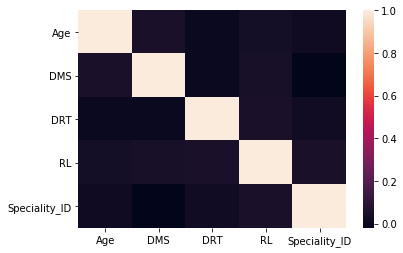 Age
DMS
DRT
RL
Speciality_ID
Age DMS DRT RL Speciality_ID
1.0
0.8
0.6
0.4
0.2
0.0